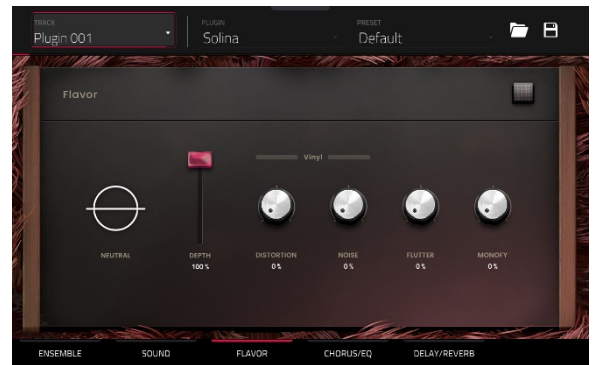 TRACK
Plugin 001
PLUGIN
Solina
PRESET
Default
Flavor
Vinyl
NEUTRAL
DEPTH
100 %
DISTORTION
0 %
NOISE
0 %
FLUTTER
0 %
MONOFY
0 %
ENSEMBLE SOUND FLAVOR CHORUS/EQ DELAY/REVERB